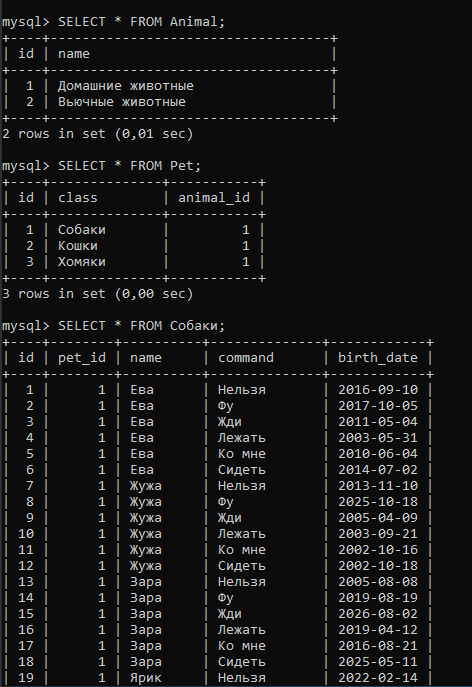 mysql> SELECT * FROM Animal;
+----+-----------------------------------+
| id | name                              |
+----+-----------------------------------+
|  1 | Домашние животные                 |
|  2 | Вьючные животные                  |
+----+-----------------------------------+
2 rows in set (0,01 sec)
mysql> SELECT * FROM Pet;
+----+--------------+-----------+
| id | class        | animal_id |
+----+--------------+-----------+
|  1 | Собаки       |         1 |
|  2 | Кошки        |         1 |
|  3 | Хомяки       |         1 |
+----+--------------+-----------+
3 rows in set (0,00 sec)
mysql> SELECT * FROM Собаки;
+----+--------+----------+--------------+------------+
| id | pet_id | name     | command      | birth_date |
+----+--------+----------+--------------+------------+
|  1 |      1 | Ева      | Нельзя       | 2016-09-10 |
|  2 |      1 | Ева      | Фу           | 2017-10-05 |
|  3 |      1 | Ева      | Жди          | 2011-05-04 |
|  4 |      1 | Ева      | Лежать       | 2003-05-31 |
|  5 |      1 | Ева      | Ко мне       | 2010-06-04 |
|  6 |      1 | Ева      | Сидеть       | 2014-07-02 |
|  7 |      1 | Жужа     | Нельзя       | 2013-11-10 |
|  8 |      1 | Жужа     | Фу           | 2025-10-18 |
|  9 |      1 | Жужа     | Жди          | 2005-04-09 |
| 10 |      1 | Жужа     | Лежать       | 2003-09-21 |
| 11 |      1 | Жужа     | Ко мне       | 2002-10-16 |
| 12 |      1 | Жужа     | Сидеть       | 2002-10-18 |
| 13 |      1 | Зара     | Нельзя       | 2005-08-08 |
| 14 |      1 | Зара     | Фу           | 2019-08-19 |
| 15 |      1 | Зара     | Жди          | 2026-08-02 |
| 16 |      1 | Зара     | Лежать       | 2019-04-12 |
| 17 |      1 | Зара     | Ко мне       | 2016-08-21 |
| 18 |      1 | Зара     | Сидеть       | 2025-05-11 |
| 19 |      1 | Ярик     | Нельзя       | 2022-02-14 |